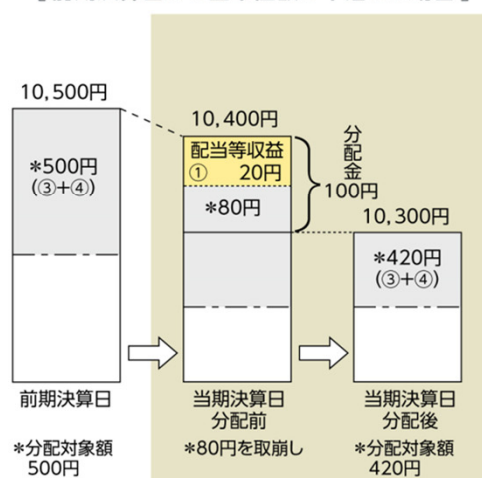 10,500円
*500円
(③+④)
前期決算日
*分配対象額
500円
10,400円
配当等収益
① 20円
*80円
分配金
100円
当期決算日
分配前
*80円を取崩し
10,300円
*420円
(③+④)
当期決算日
分配後
*分配対象額
420円